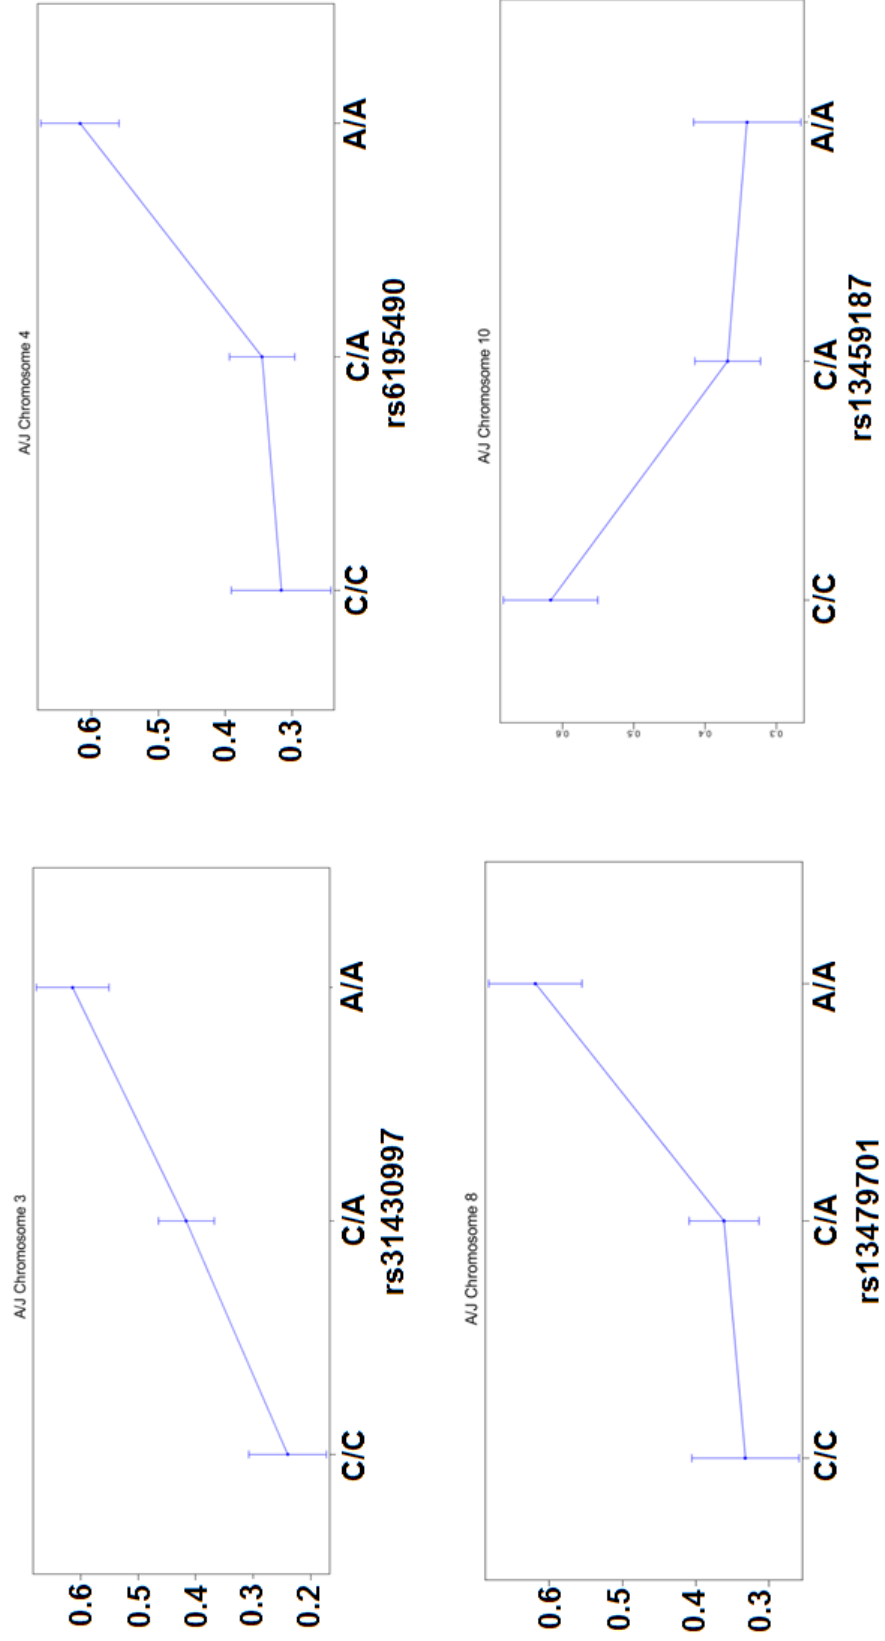 A/J Chromosome 3
0.6
0.5
0.4
0.3
0.2
C/C
C/A
A/A
rs31430997
A/J Chromosome 4
0.6
0.5
0.4
0.3
C/C
C/A
A/A
rs6195490
A/J Chromosome 8
0.6
0.5
0.4
0.3
C/C
C/A
A/A
rs13479701
A/J Chromosome 10
0.6
0.5
0.4
0.3
C/C
C/A
A/A
rs13459187